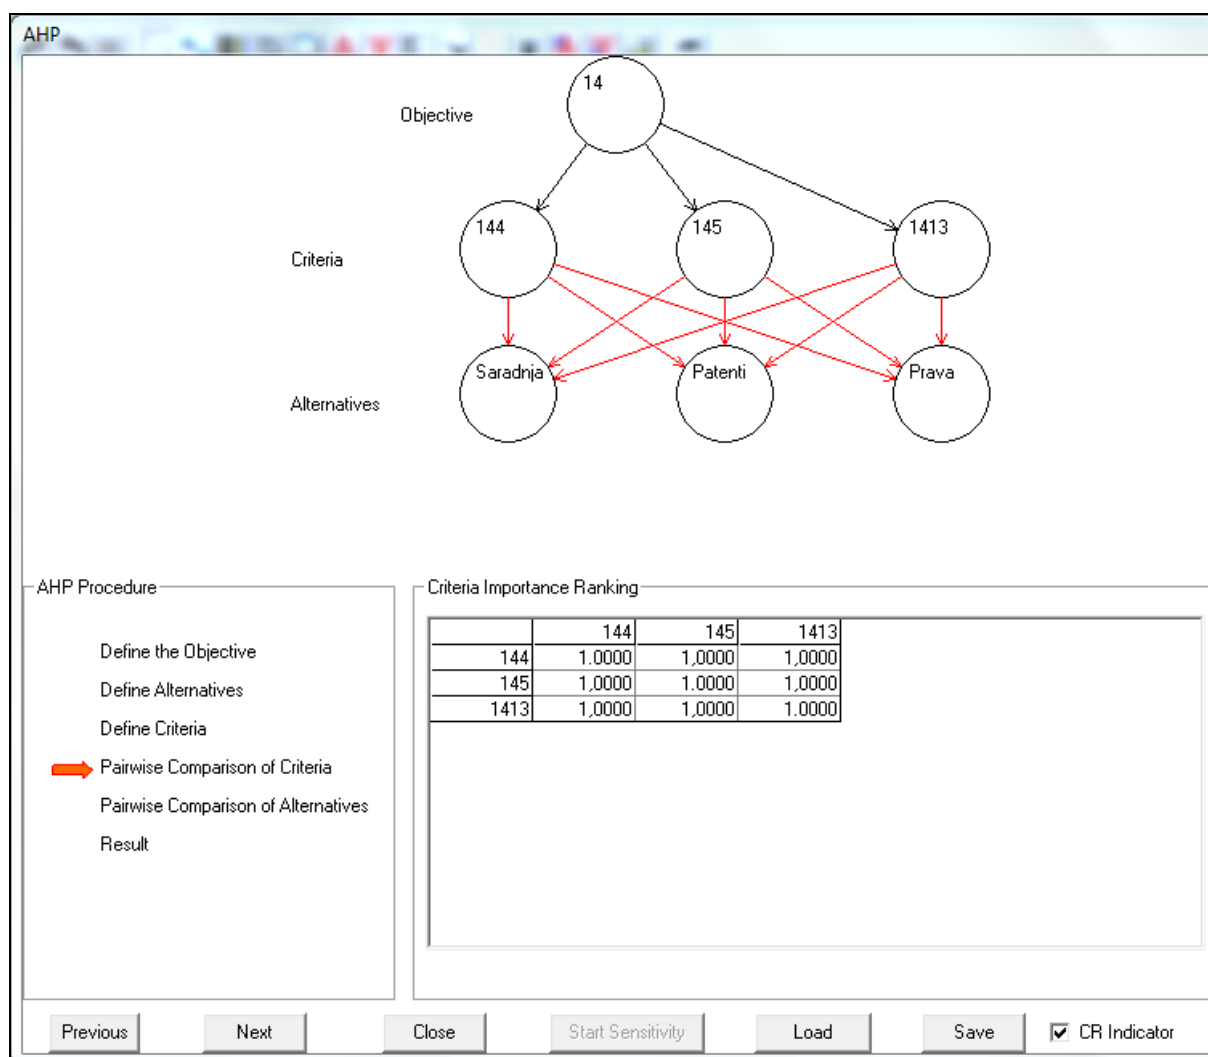 AHP
14
Objective
144 145 1413
Criteria
Saradnja Patenti Prava
Alternatives
AHP Procedure
Define the Objective
Define Alternatives
Define Criteria
Pairwise Comparison of Criteria
Pairwise Comparison of Alternatives
Result
Criteria Importance Ranking
144 145 1413
144 1.0000 1,0000 1,0000
145 1,0000 1.0000 1,0000
1413 1,0000 1,0000 1.0000
Previous Next Close Start Sensitivity Load Save CR Indicator